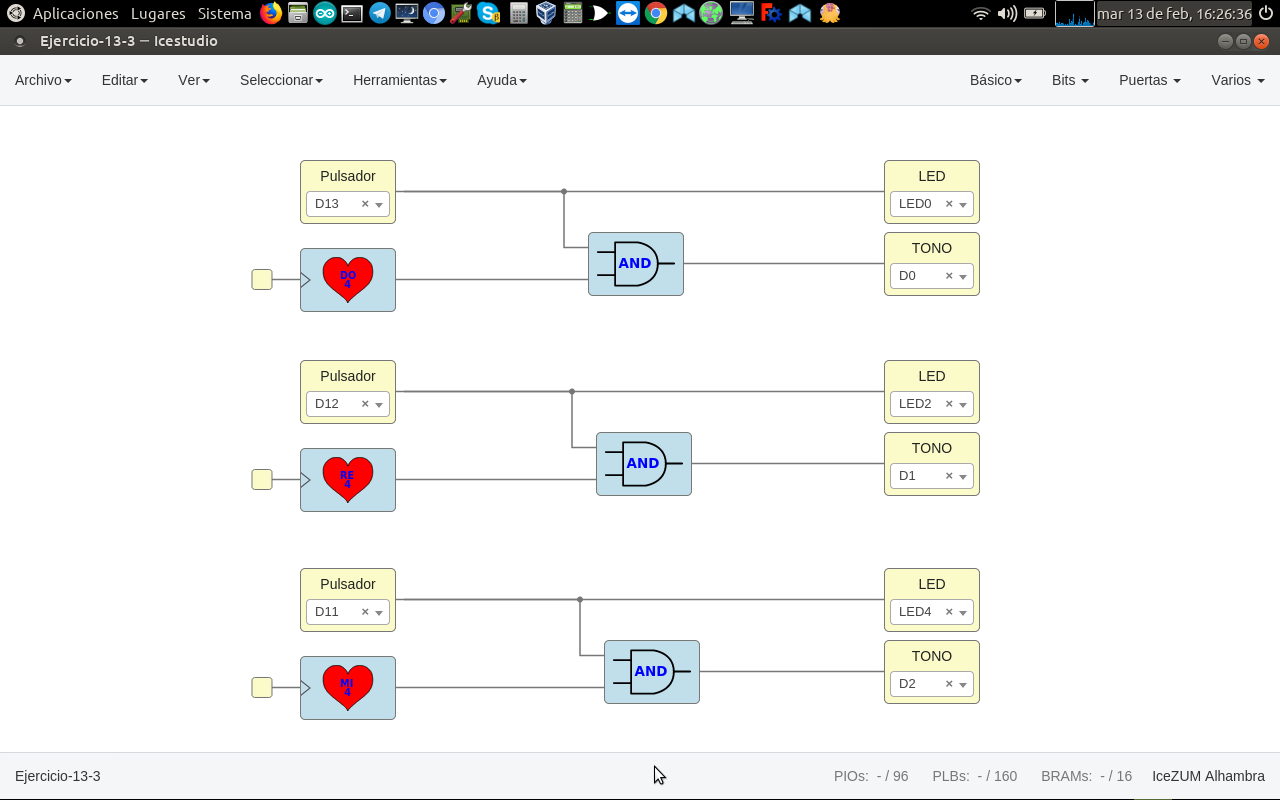 Aplicaciones Lugares Sistema mar 13 de feb, 16:26:36
Ejercicio-13-3 — Icestudio
Archivo Editar Ver Seleccionar Herramientas Ayuda Básico Bits Puertas Varios
Pulsador LED
D13 × LED0 ×
TONO
DO AND D0 ×
4
Pulsador LED
D12 × LED2 ×
TONO
RE AND D1 ×
4
Pulsador LED
D11 × LED4 ×
TONO
MI AND D2 ×
4
Ejercicio-13-3 PIOs: - / 96 PLBs: - / 160 BRAMs: - / 16 IceZUM Alhambra